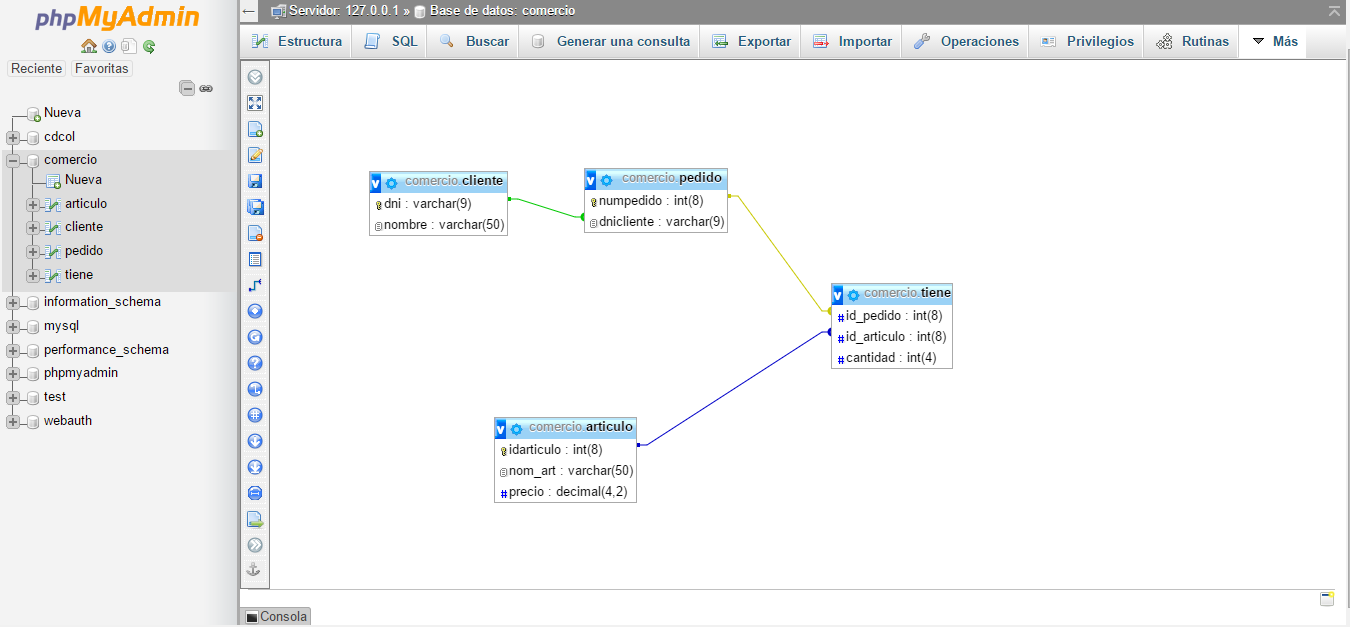 phpMyAdmin
Reciente Favoritas
Nueva
cdcol
comercio
Nueva
articulo
cliente
pedido
tiene
information_schema
mysql
performance_schema
phpmyadmin
test
webauth
Servidor: 127.0.0.1 » Base de datos: comercio
Estructura SQL Buscar Generar una consulta Exportar Importar Operaciones Privilegios Rutinas Más
v comercio.cliente
dni : varchar(9)
nombre : varchar(50)
v comercio.pedido
numpedido : int(8)
dnicliente : varchar(9)
v comercio.tiene
#id_pedido : int(8)
#id_articulo : int(8)
#cantidad : int(4)
v comercio.articulo
idarticulo : int(8)
nom_art : varchar(50)
#precio : decimal(4,2)
Consola